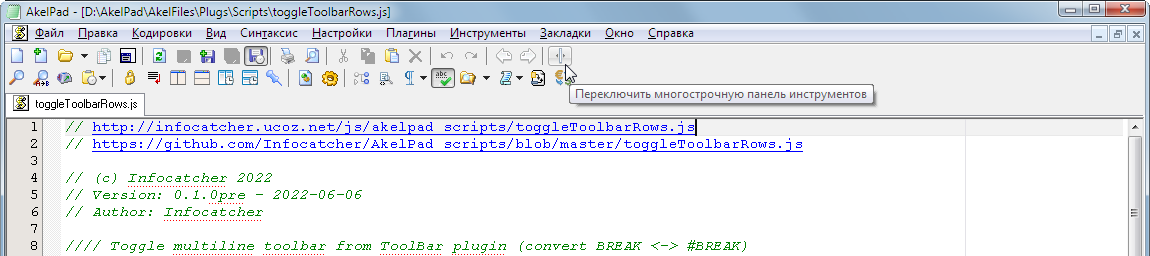 AkelPad - [D:\AkelPad\AkelFiles\Plugs\Scripts\toggleToolbarRows.js]
Файл Правка Кодировки Вид Синтаксис Настройки Плагины Инструменты Закладки Окно Справка
Переключить многострочную панель инструментов
toggleToolbarRows.js
1 // http://infocatcher.ucoz.net/js/akelpad_scripts/toggleToolbarRows.js
2 // https://github.com/Infocatcher/AkelPad_scripts/blob/master/toggleToolbarRows.js
3
4 // (c) Infocatcher 2022
5 // Version: 0.1.0pre - 2022-06-06
6 // Author: Infocatcher
7
8 //// Toggle multiline toolbar from ToolBar plugin (convert BREAK <-> #BREAK)